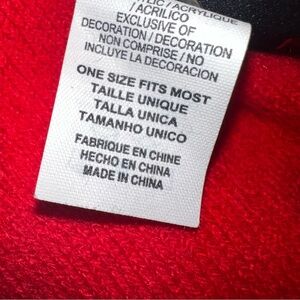 / ACRYLIQUE
/ ACRILICO
EXCLUSIVE OF
DECORATION / DECORATION
NON COMPRISE / NO
INCLUYE LA DECORACION
ONE SIZE FITS MOST
TAILLE UNIQUE
TALLA UNICA
TAMANHO UNICO
FABRIQUE EN CHINE
HECHO EN CHINA
MADE IN CHINA